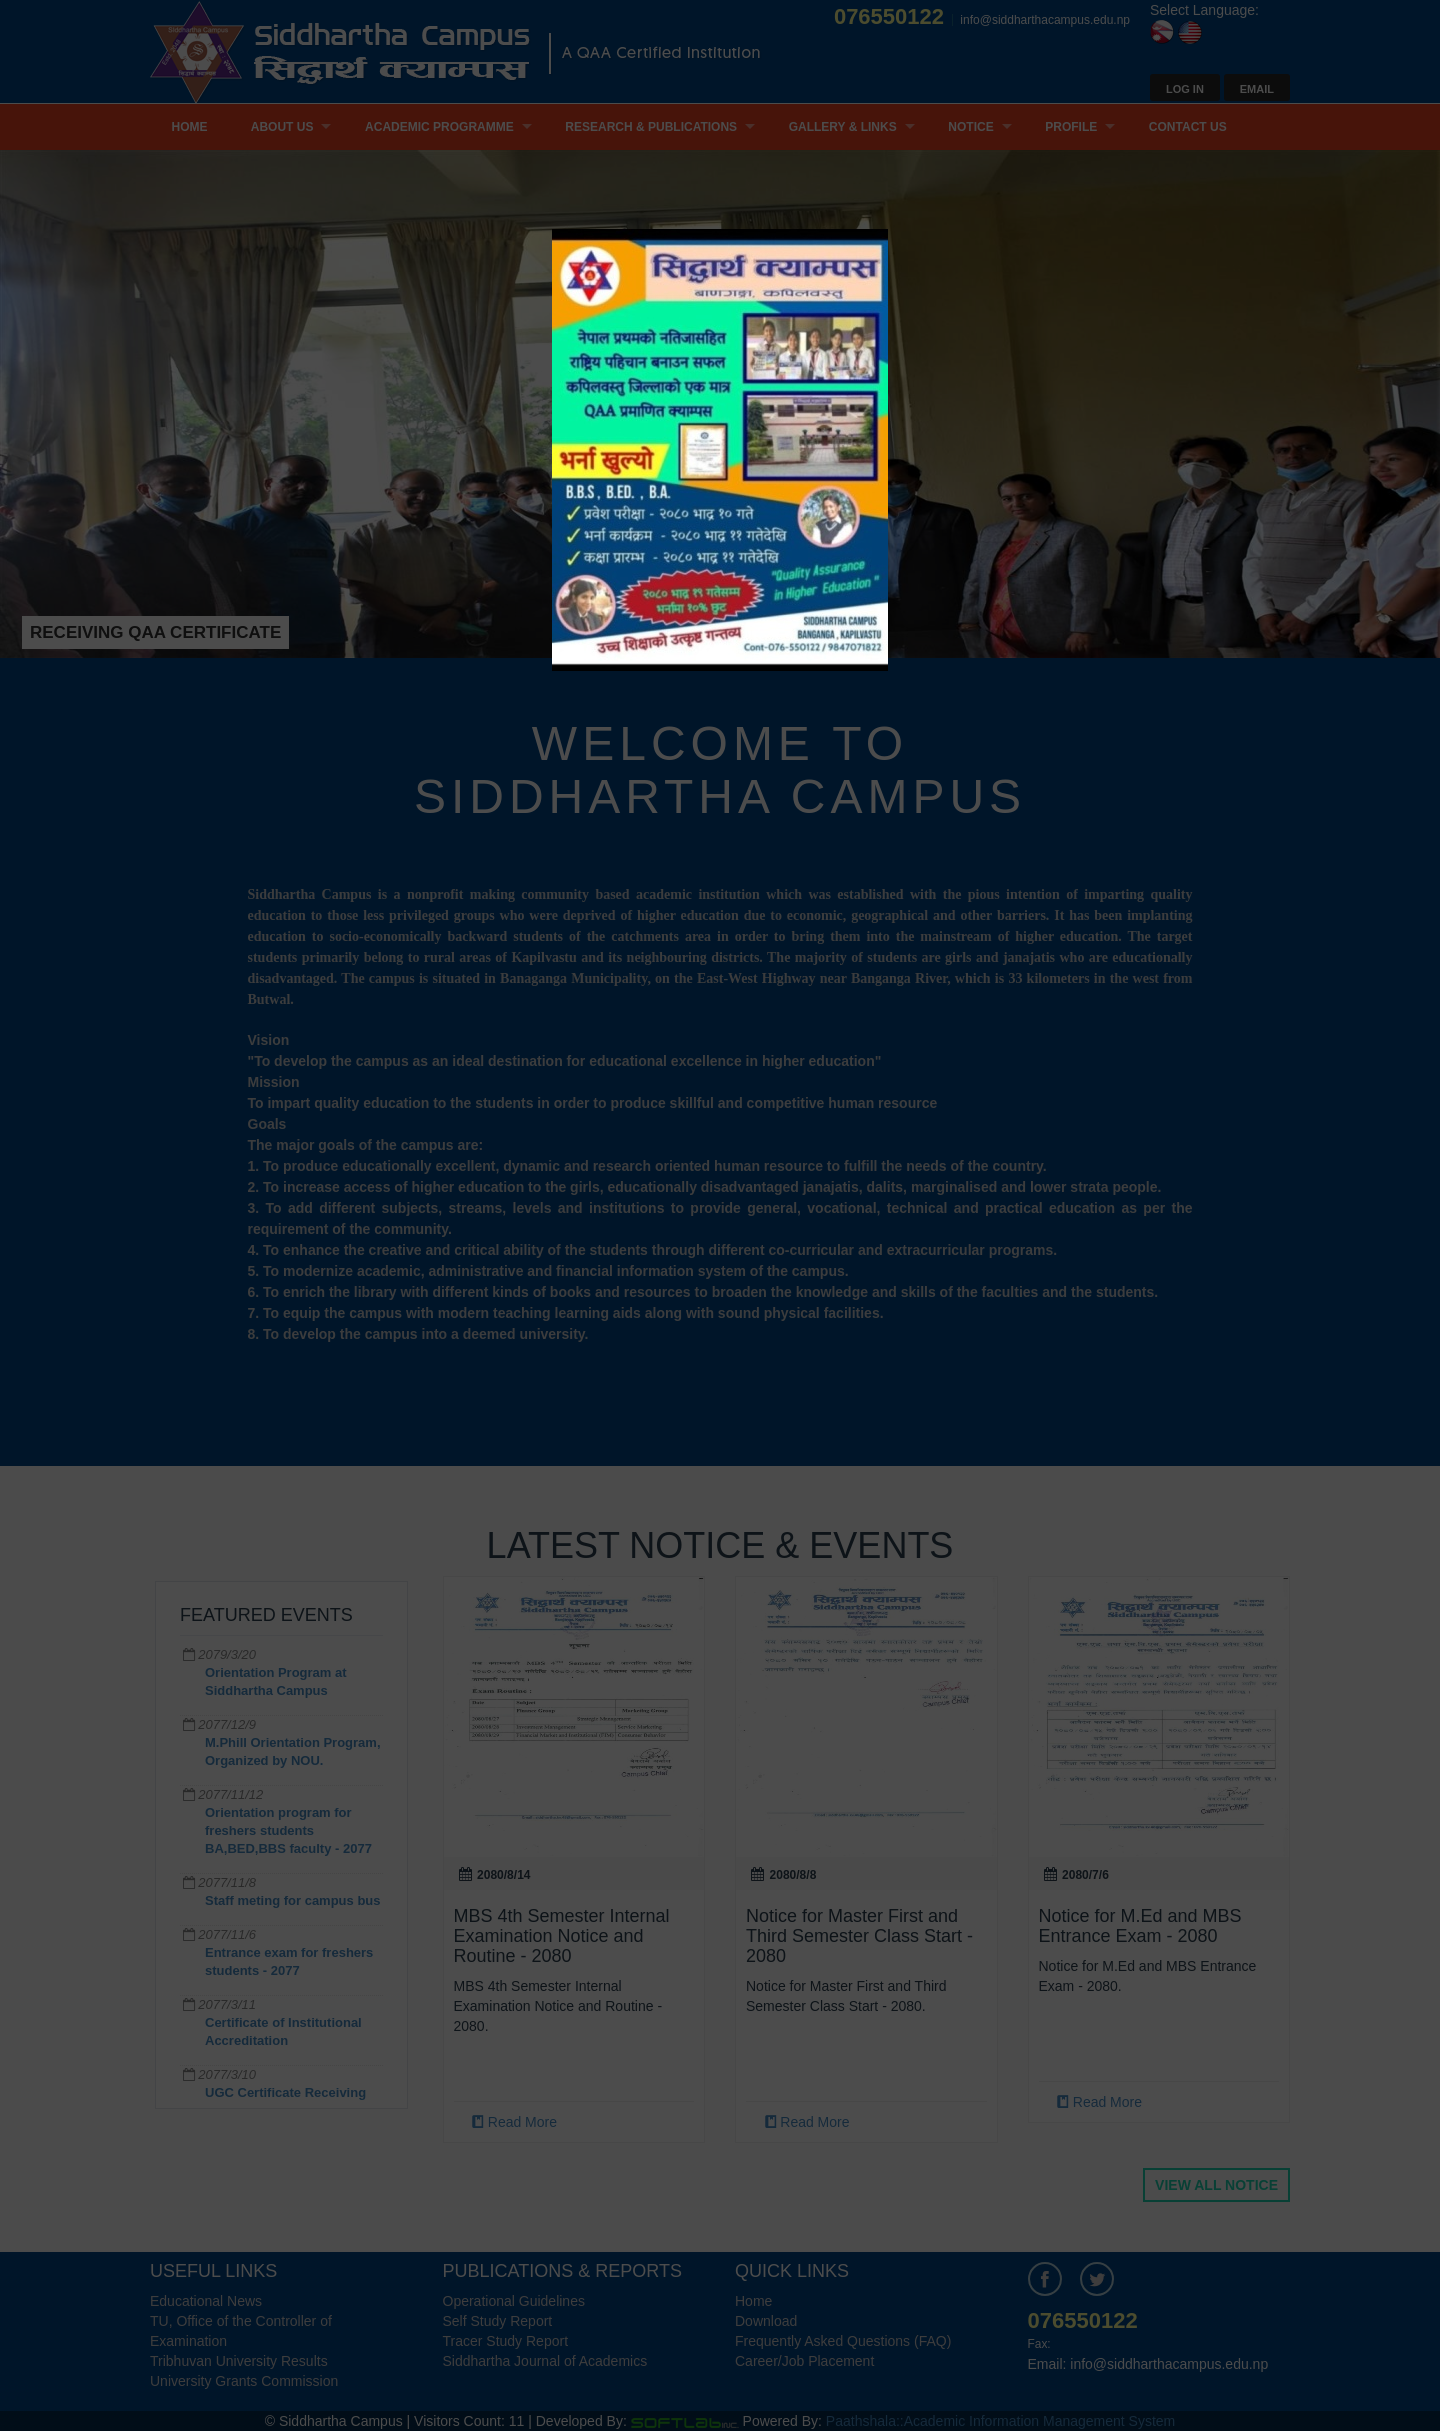 Siddhartha Campus
सिद्धार्थ क्याम्पस
A QAA Certified Institution
076550122
info@siddharthacampus.edu.np
Select Language:
LOG IN
EMAIL
HOME
ABOUT US
ACADEMIC PROGRAMME
RESEARCH & PUBLICATIONS
GALLERY & LINKS
NOTICE
PROFILE
CONTACT US
सिद्धार्थ क्याम्पस
बाणगङ्गा, कपिलवस्तु
नेपाल प्रथमको नतिजासहित
राष्ट्रिय पहिचान बनाउन सफल
कपिलवस्तु जिल्लाको एक मात्र
QAA प्रमाणित क्याम्पस
भर्ना खुल्यो
B.B.S, B.ED. , B.A.
प्रवेश परीक्षा - २०८० भाद्र १० गते
भर्ना कार्यक्रम - २०८० भाद्र ११ गतेदेखि
कक्षा प्रारम्भ - २०८० भाद्र ११ गतेदेखि
"Quality Assurance
in Higher Education"
२०८० भाद्र १९ गतेसम्म
भर्नामा १०% छुट
उच्च शिक्षाको उत्कृष्ट गन्तव्य
SIDDHARTHA CAMPUS
BANGANGA , KAPILVASTU
Cont-076-550122 / 9847071822
RECEIVING QAA CERTIFICATE
WELCOME TO
SIDDHARTHA CAMPUS
Siddhartha Campus is a nonprofit making community based academic institution which was established with the pious intention of imparting quality
education to those less privileged groups who were deprived of higher education due to economic, geographical and other barriers. It has been implanting
education to socio-economically backward students of the catchments area in order to bring them into the mainstream of higher education. The target
students primarily belong to rural areas of Kapilvastu and its neighbouring districts. The majority of students are girls and janajatis who are educationally
disadvantaged. The campus is situated in Banaganga Municipality, on the East-West Highway near Banganga River, which is 33 kilometers in the west from
Butwal.
Vision
"To develop the campus as an ideal destination for educational excellence in higher education"
Mission
To impart quality education to the students in order to produce skillful and competitive human resource
Goals
The major goals of the campus are:
1. To produce educationally excellent, dynamic and research oriented human resource to fulfill the needs of the country.
2. To increase access of higher education to the girls, educationally disadvantaged janajatis, dalits, marginalised and lower strata people.
3. To add different subjects, streams, levels and institutions to provide general, vocational, technical and practical education as per the
requirement of the community.
4. To enhance the creative and critical ability of the students through different co-curricular and extracurricular programs.
5. To modernize academic, administrative and financial information system of the campus.
6. To enrich the library with different kinds of books and resources to broaden the knowledge and skills of the faculties and the students.
7. To equip the campus with modern teaching learning aids along with sound physical facilities.
8. To develop the campus into a deemed university.
LATEST NOTICE & EVENTS
FEATURED EVENTS
2079/3/20
Orientation Program at
Siddhartha Campus
2077/12/9
M.Phill Orientation Program,
Organized by NOU.
2077/11/12
Orientation program for
freshers students
BA,BED,BBS faculty - 2077
2077/11/8
Staff meting for campus bus
2077/11/6
Entrance exam for freshers
students - 2077
2077/3/11
Certificate of Institutional
Accreditation
2077/3/10
UGC Certificate Receiving
सिद्धार्थ क्याम्पस
Siddhartha Campus
Exam Routine :
Campus Chief
2080/8/14
MBS 4th Semester Internal
Examination Notice and
Routine - 2080
MBS 4th Semester Internal
Examination Notice and Routine -
2080.
Read More
सिद्धार्थ क्याम्पस
Siddhartha Campus
Campus Chief
2080/8/8
Notice for Master First and
Third Semester Class Start -
2080
Notice for Master First and Third
Semester Class Start - 2080.
Read More
सिद्धार्थ क्याम्पस
Siddhartha Campus
Campus Chief
2080/7/6
Notice for M.Ed and MBS
Entrance Exam - 2080
Notice for M.Ed and MBS Entrance
Exam - 2080.
Read More
VIEW ALL NOTICE
USEFUL LINKS
Educational News
TU, Office of the Controller of
Examination
Tribhuvan University Results
University Grants Commission
PUBLICATIONS & REPORTS
Operational Guidelines
Self Study Report
Tracer Study Report
Siddhartha Journal of Academics
QUICK LINKS
Home
Download
Frequently Asked Questions (FAQ)
Career/Job Placement
076550122
Fax:
Email: info@siddharthacampus.edu.np
© Siddhartha Campus | Visitors Count: 11 | Developed By: SOFTLAB INC. Powered By: Paathshala::Academic Information Management System